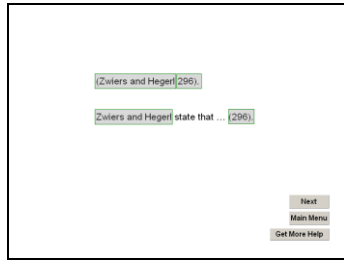 (Zwiers and Hegerl 296).
Zwiers and Hegerl state that … (296).
Next
Main Menu
Get More Help